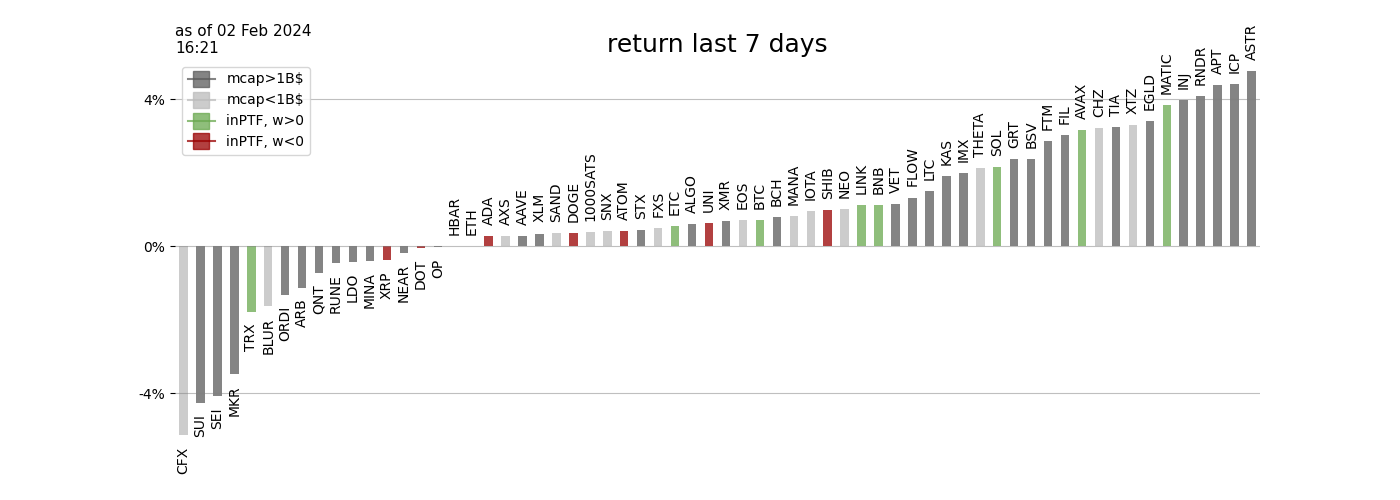 as of 02 Feb 2024
16:21
return last 7 days
mcap>1B$
mcap<1B$
inPTF, w>0
inPTF, w<0
4%
0%
-4%
CFX
SUI
SEI
MKR
TRX
BLUR
ORDI
ARB
QNT
RUNE
LDO
MINA
XRP
NEAR
DOT
OP
HBAR
ETH
ADA
AXS
AAVE
XLM
SAND
DOGE
1000SATS
SNX
ATOM
STX
FXS
ETC
ALGO
UNI
XMR
EOS
BTC
BCH
MANA
IOTA
SHIB
NEO
LINK
BNB
VET
FLOW
LTC
KAS
IMX
THETA
SOL
GRT
BSV
FTM
FIL
AVAX
CHZ
TIA
XTZ
EGLD
MATIC
INJ
RNDR
APT
ICP
ASTR